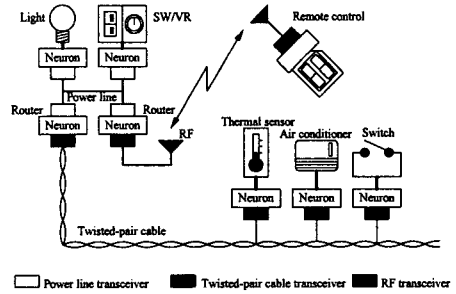 Light
SW/VR
Remote control
Neuron
Neuron
Power line
Router
Router
Neuron
Neuron
RF
Thermal sensor
Air conditioner
Switch
Neuron
Neuron
Neuron
Twisted-pair cable
Power line transceiver
Twisted-pair cable transceiver
RF transceiver